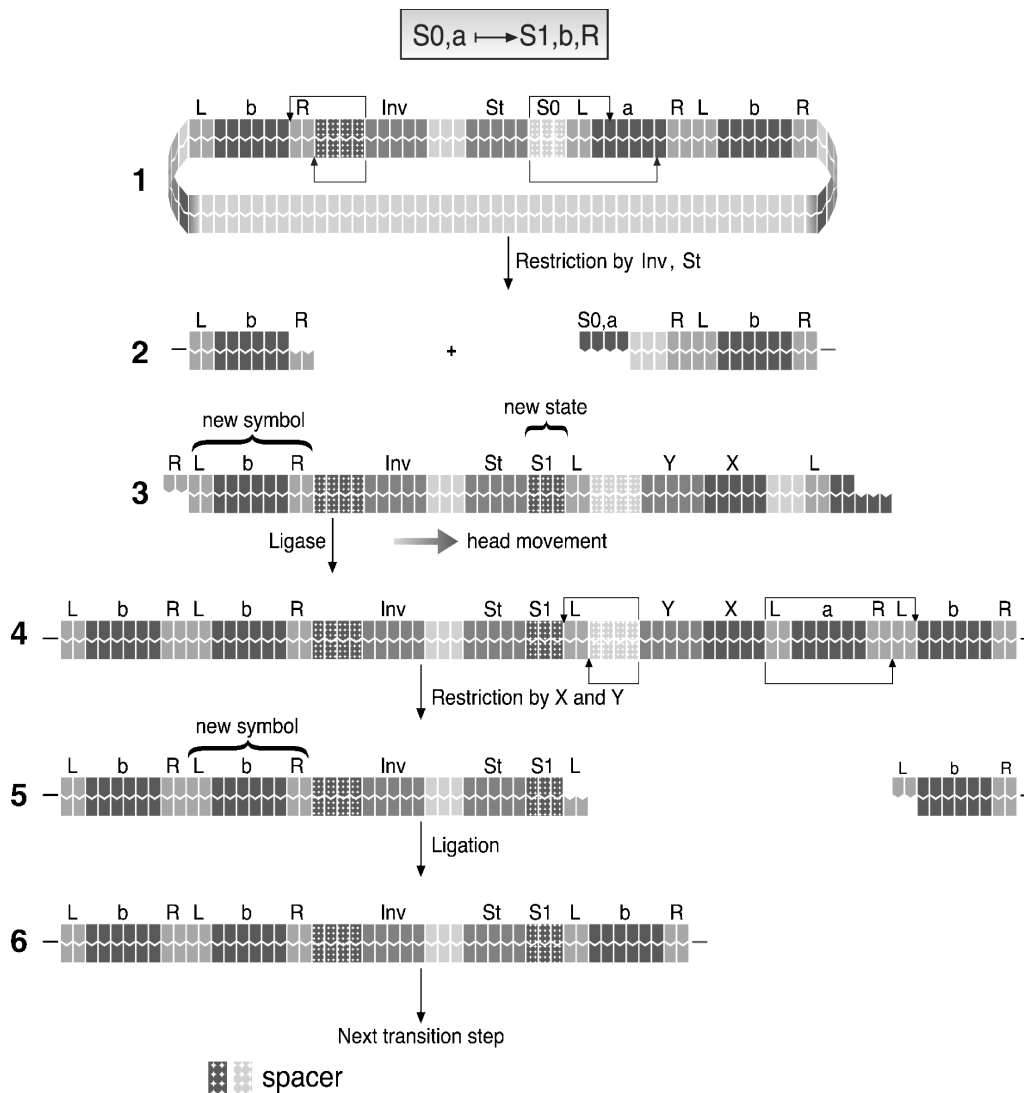 S0,a ↦ S1,b,R
L b R Inv St S0 L a R L b R
1
Restriction by Inv, St
L b R S0,a R L b R
2 +
new symbol new state
R L b R Inv St S1 L Y X L
3
Ligase head movement
L b R L b R Inv St S1 L Y X L a R L b R
4
Restriction by X and Y
new symbol
L b R L b R Inv St S1 L L b R
5
Ligation
L b R L b R Inv St S1 L b R
6
Next transition step
spacer